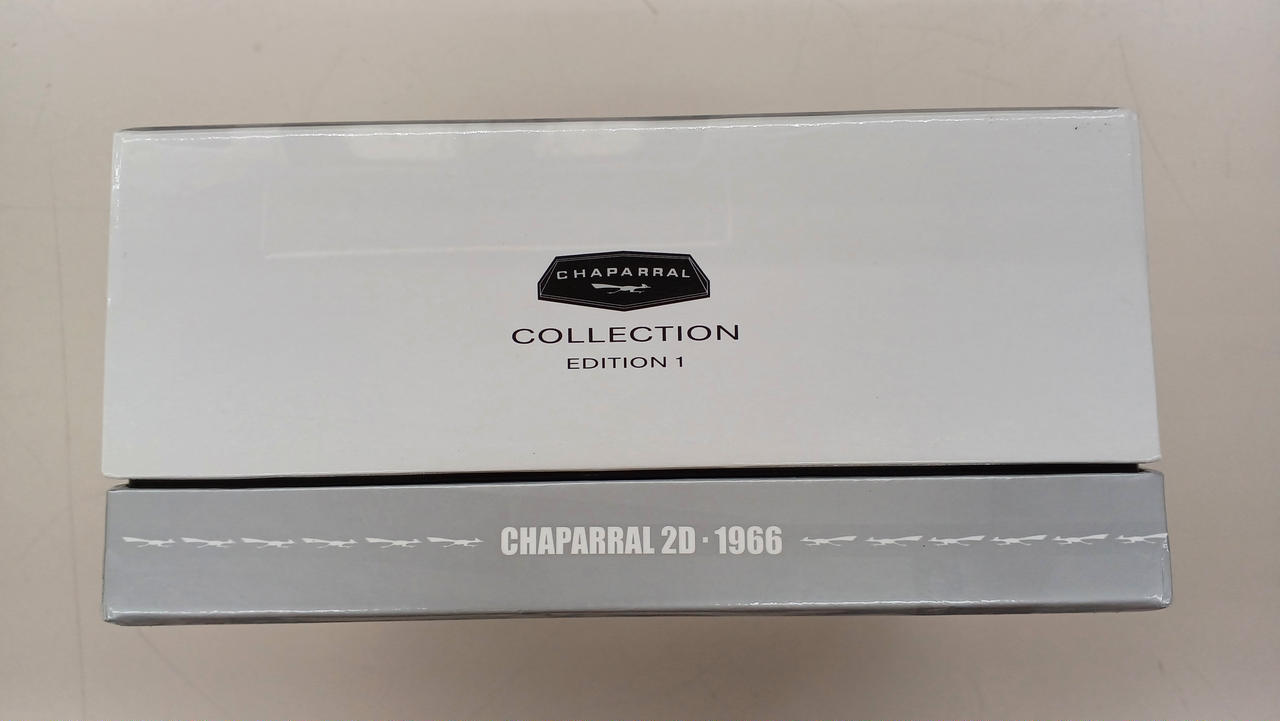 CHAPARRAL
COLLECTION
EDITION 1
CHAPARRAL 2D · 1966